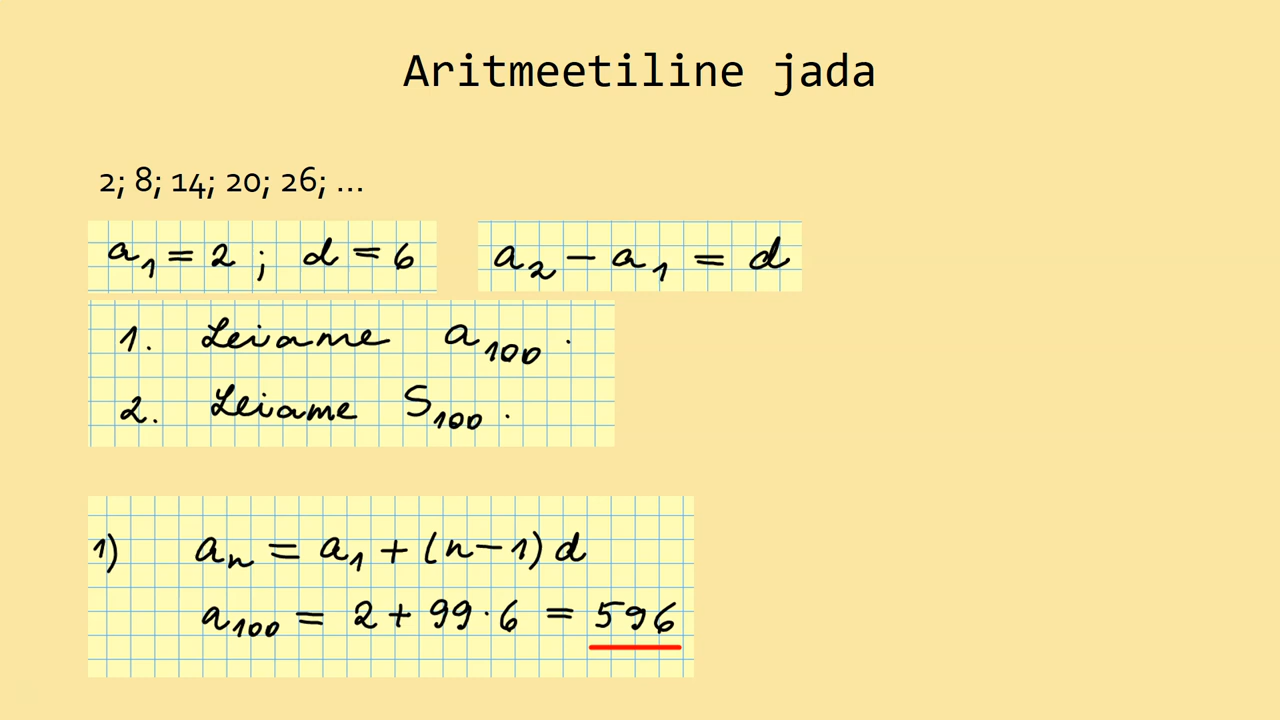 Aritmeetiline jada
2; 8; 14; 20; 26; ...
a₁ = 2 ; d = 6
a₂ − a₁ = d
1. Leiame a₁₀₀.
2. Leiame S₁₀₀.
1) aₙ = a₁ + (n − 1) d
a₁₀₀ = 2 + 99 · 6 = 596